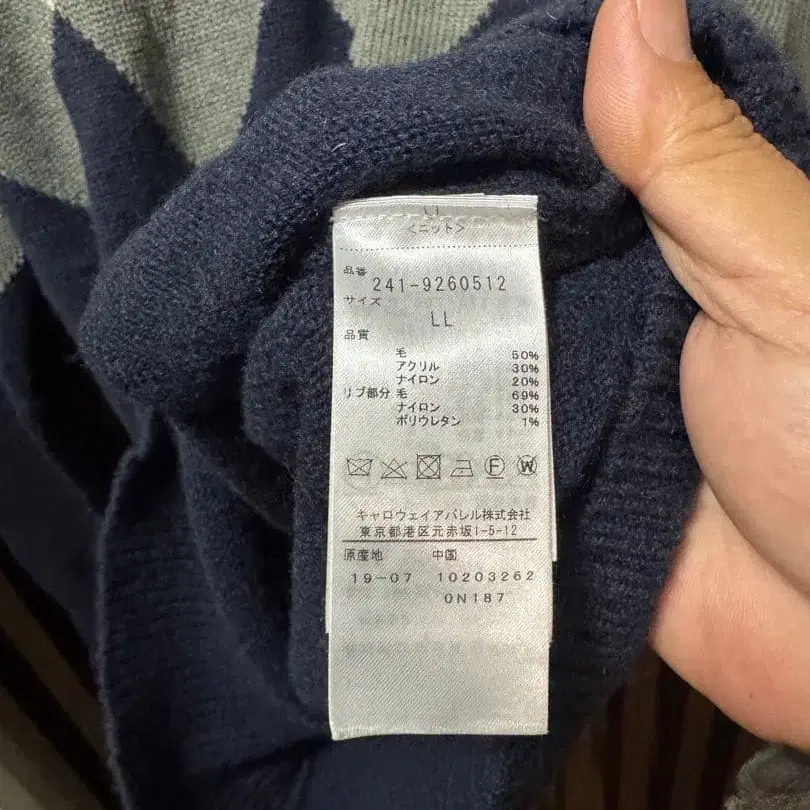 <ニット>
品番
241-9260512
サイズ
LL
品質
毛 50%
アクリル 30%
ナイロン 20%
リブ部分 毛 69%
ナイロン 30%
ポリウレタン 1%
F W
キャロウェイアパレル株式会社
東京都港区元赤坂1-5-12
原産地 中国
19-07 10203262
0N187